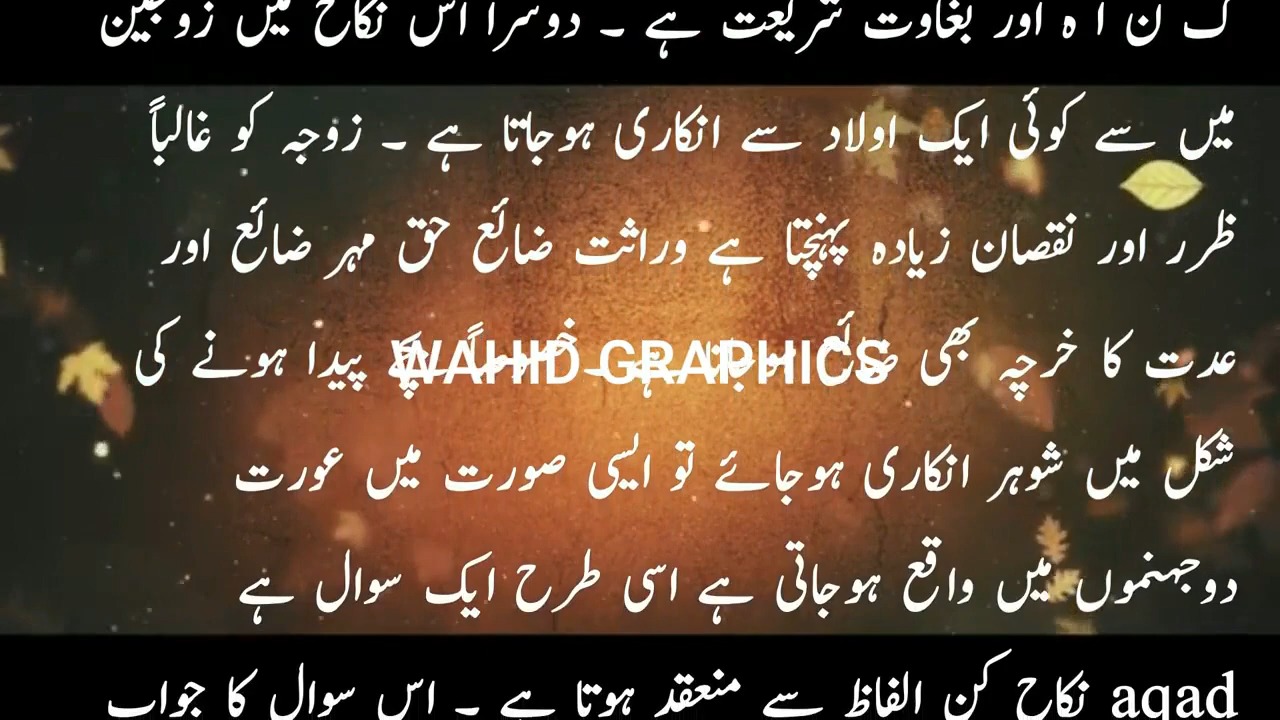 گ ن ا ہ اور بغاوت شریعت ہے ۔ دوسرا اس نکاح میں زوجین
میں سے کوئی ایک اولاد سے انکاری ہوجاتا ہے ۔ زوجہ کو غالباً
ظرر اور نقصان زیادہ پہنچتا ہے وراثت ضائع حق مہر ضائع اور
عدت کا خرچہ بھی ضائع ہوجاتا ہے ۔ پیدا ہونے کی
WAHID GRAPHICS
شکل میں شوہر انکاری ہوجائے تو ایسی صورت میں عورت
دوجہنموں میں واقع ہوجاتی ہے اسی طرح ایک سوال ہے
aqad نکاح کن الفاظ سے منعقد ہوتا ہے ۔ اس سوال کا جواب